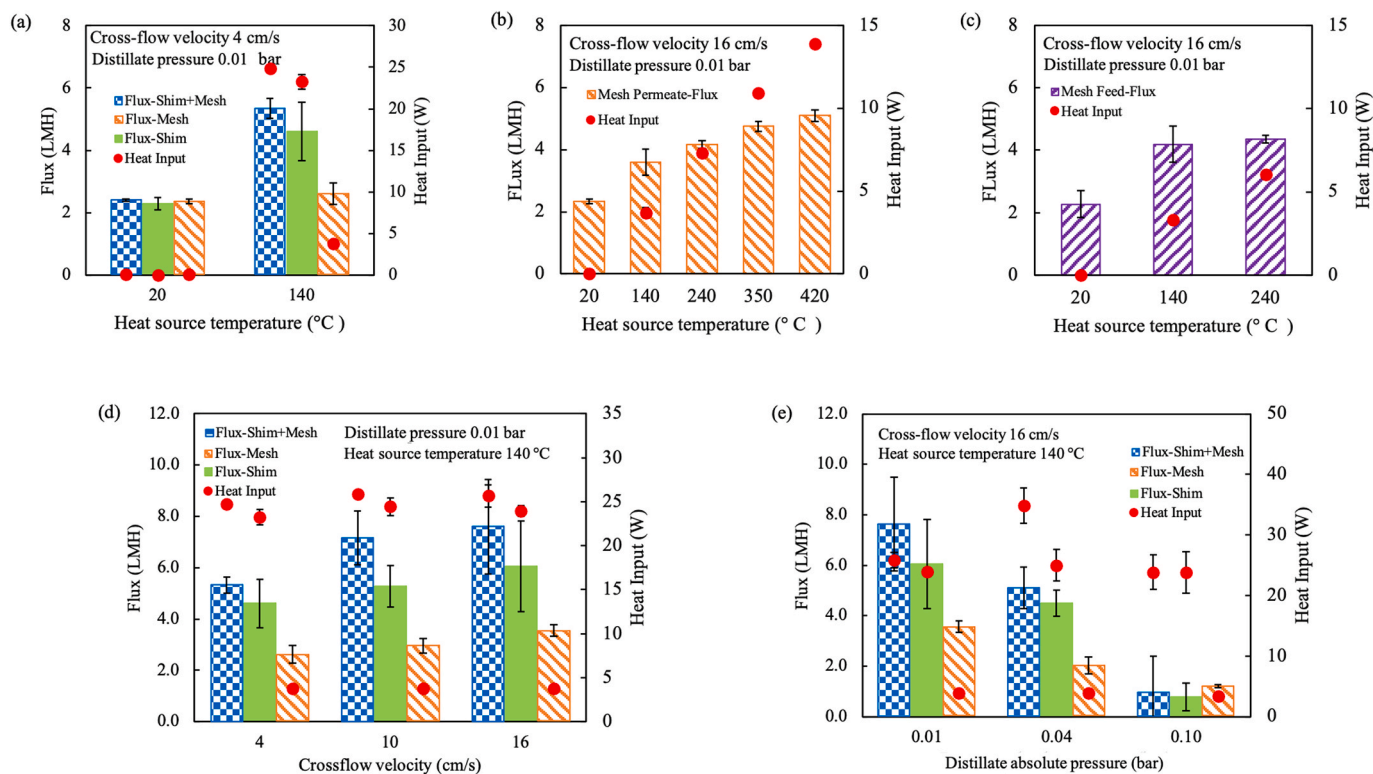 (a)
8
6
4
2
0
Flux (LMH)
Cross-flow velocity 4 cm/s
Distillate pressure 0.01 bar
Flux-Shim+Mesh
Flux-Mesh
Flux-Shim
Heat Input
30
25
20
15
10
5
0
Heat Input (W)
20 140
Heat source temperature (°C )
(b)
8
6
4
2
0
FLux (LMH)
Cross-flow velocity 16 cm/s
Distillate pressure 0.01 bar
Mesh Permeate-Flux
Heat Input
15
10
5
0
Heat Input (W)
20 140 240 350 420
Heat source temperature (° C )
(c)
8
6
4
2
0
FLux (LMH)
Cross-flow velocity 16 cm/s
Distillate pressure 0.01 bar
Mesh Feed-Flux
Heat Input
15
10
5
0
Heat Input (W)
20 140 240
Heat source temperature (° C )
(d)
12.0
10.0
8.0
6.0
4.0
2.0
0.0
Flux (LMH)
Flux-Shim+Mesh
Flux-Mesh
Flux-Shim
Heat Input
Distillate pressure 0.01 bar
Heat source temperature 140 °C
35
30
25
20
15
10
5
0
Heat Input (W)
4 10 16
Crossflow velocity (cm/s)
(e)
12.0
10.0
8.0
6.0
4.0
2.0
0.0
Flux (LMH)
Cross-flow velocity 16 cm/s
Heat source temperature 140 °C
Flux-Shim+Mesh
Flux-Mesh
Flux-Shim
Heat Input
50
40
30
20
10
0
Heat Input (W)
0.01 0.04 0.10
Distillate absolute pressure (bar)